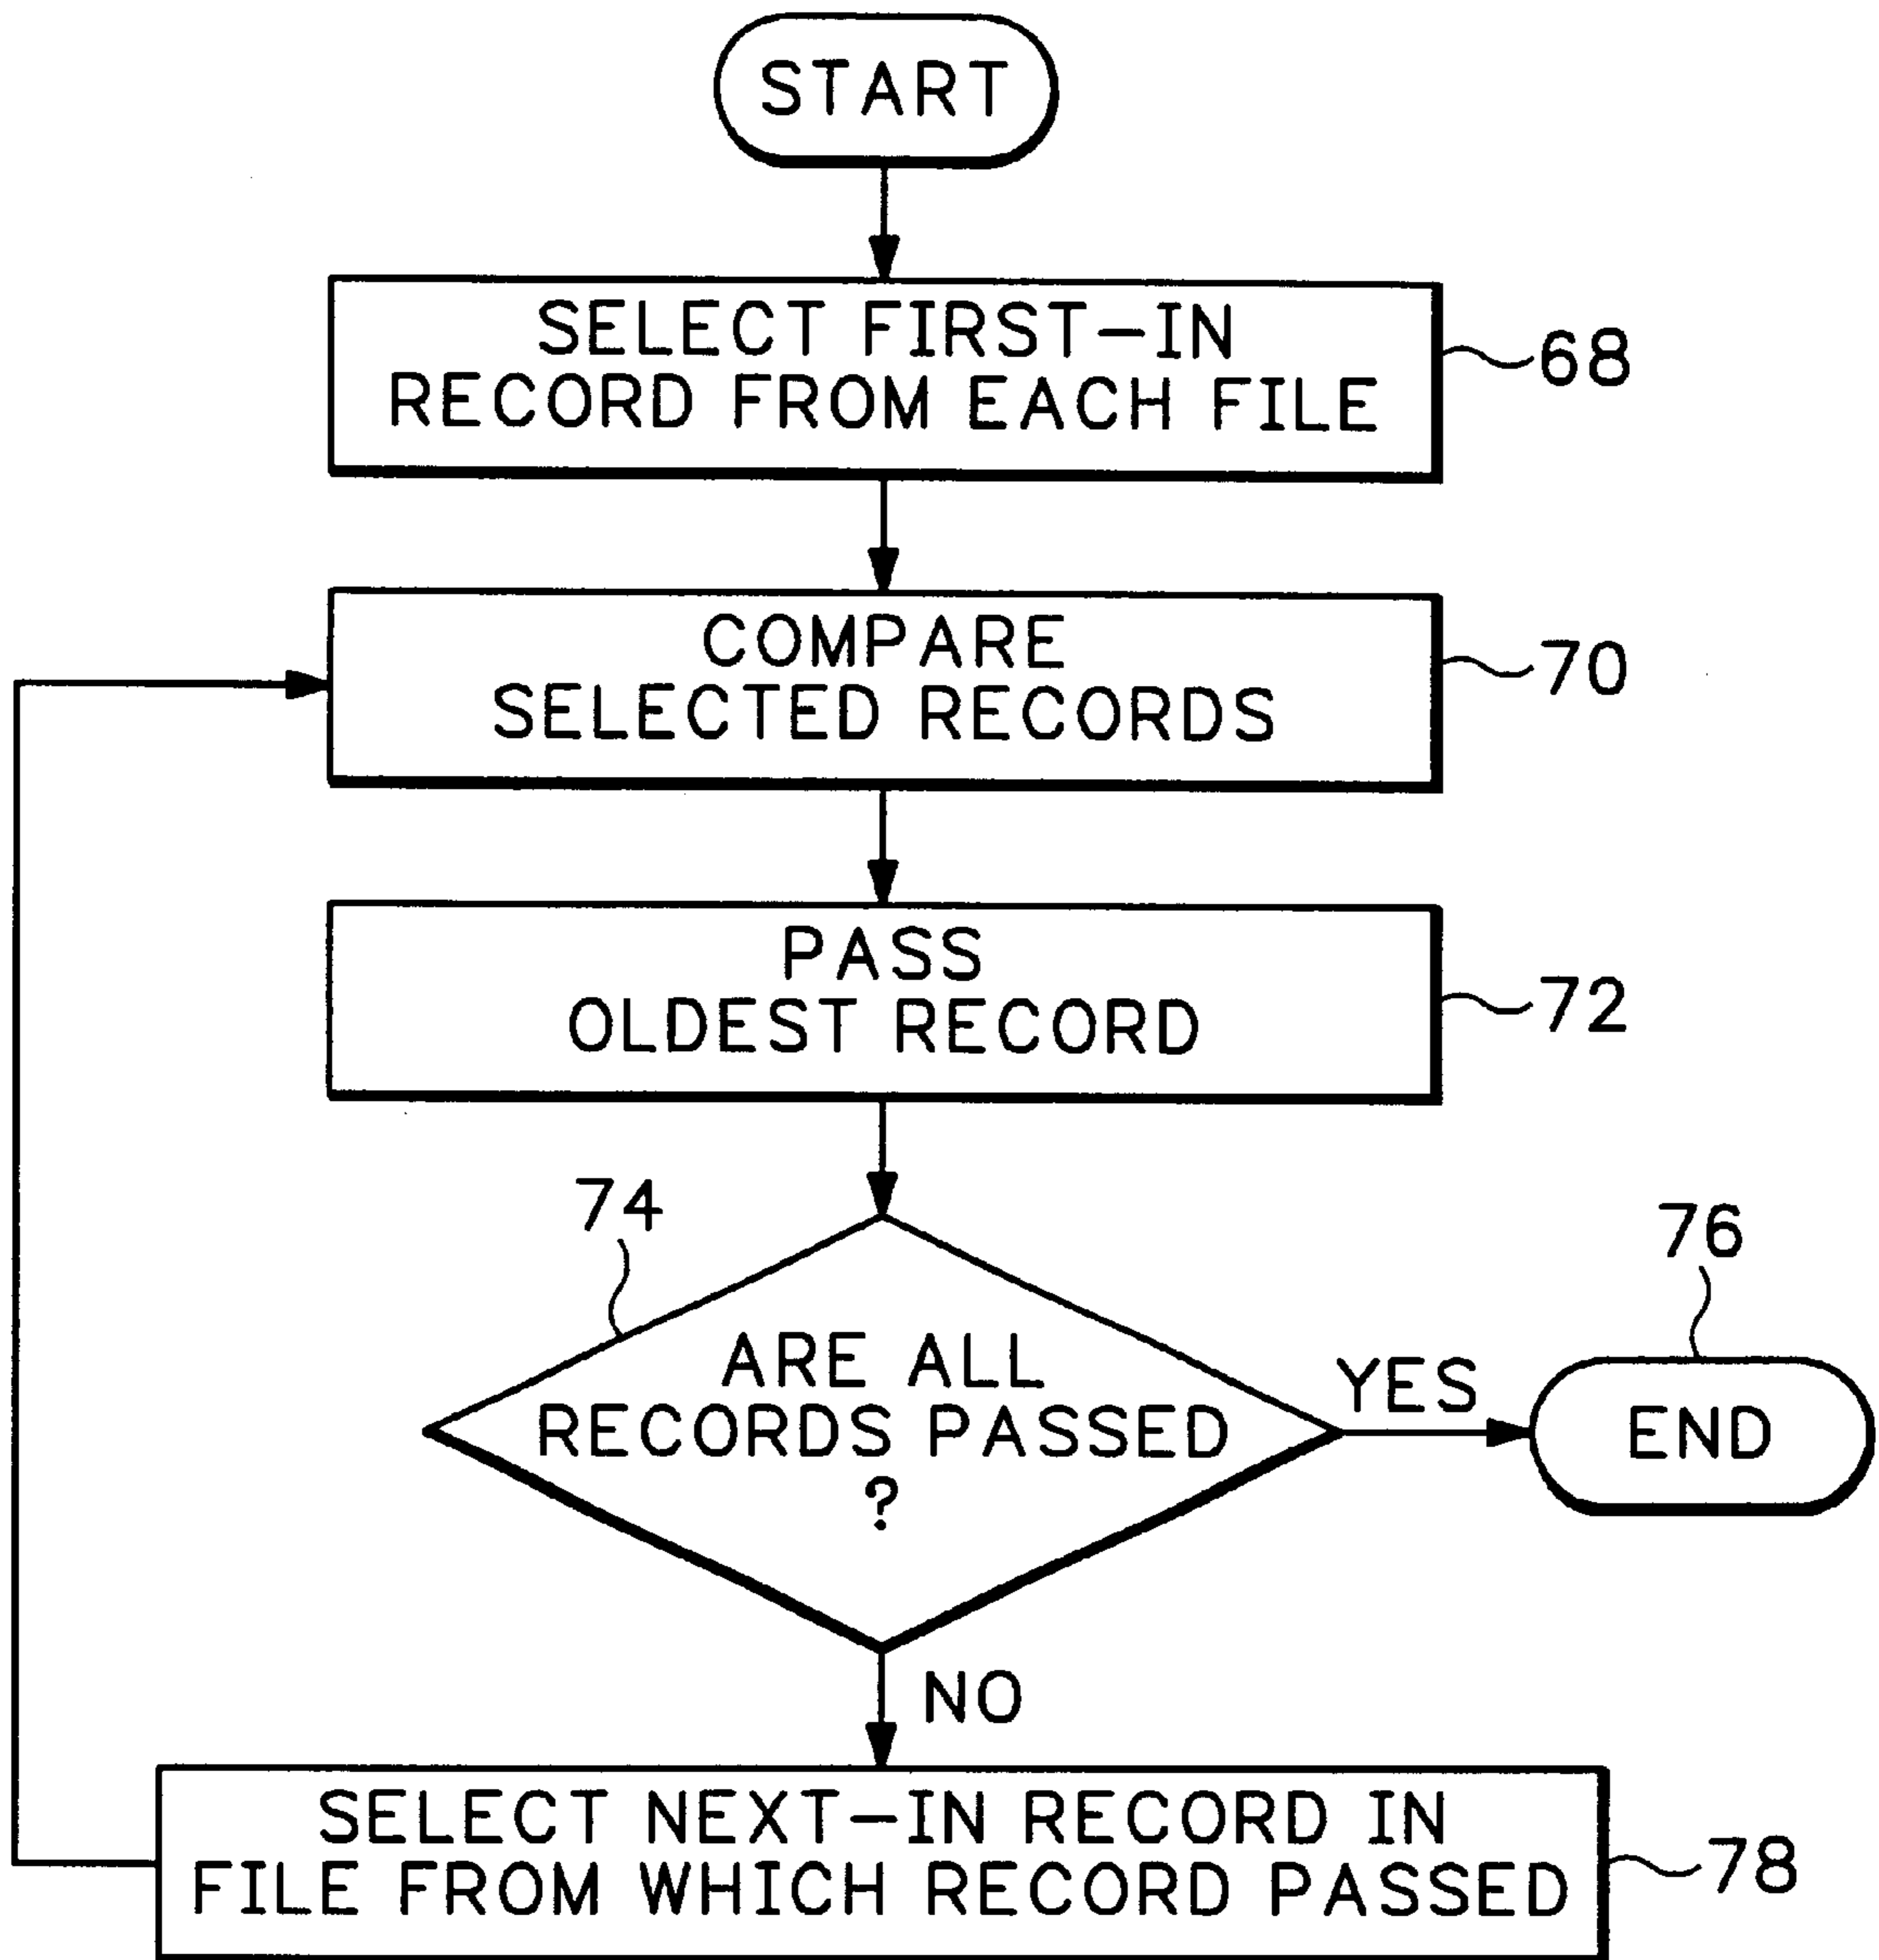 START
SELECT FIRST-IN
RECORD FROM EACH FILE
68
COMPARE
SELECTED RECORDS
70
PASS
OLDEST RECORD
72
74
76
ARE ALL
RECORDS PASSED
?
YES
END
NO
SELECT NEXT-IN RECORD IN
FILE FROM WHICH RECORD PASSED
78